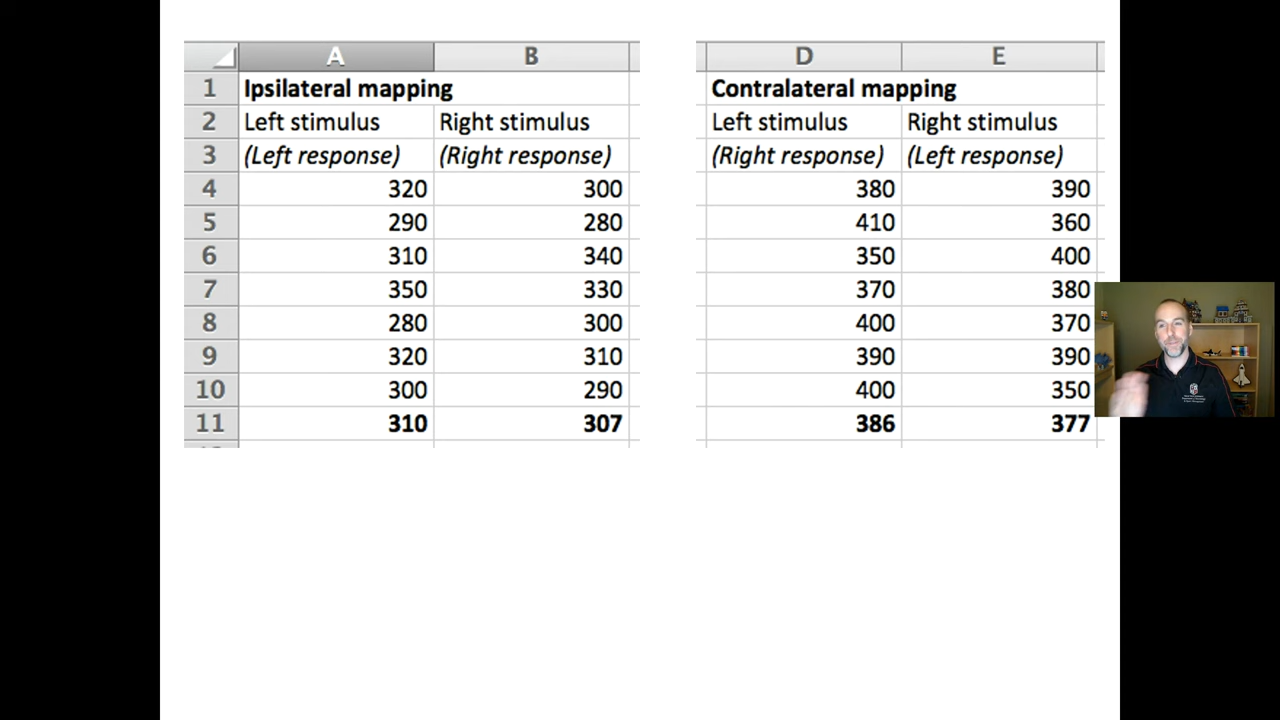 A B D E
1 Ipsilateral mapping Contralateral mapping
2 Left stimulus Right stimulus Left stimulus Right stimulus
3 (Left response) (Right response) (Right response) (Left response)
4 320 300 380 390
5 290 280 410 360
6 310 340 350 400
7 350 330 370 380
8 280 300 400 370
9 320 310 390 390
10 300 290 400 350
11 310 307 386 377